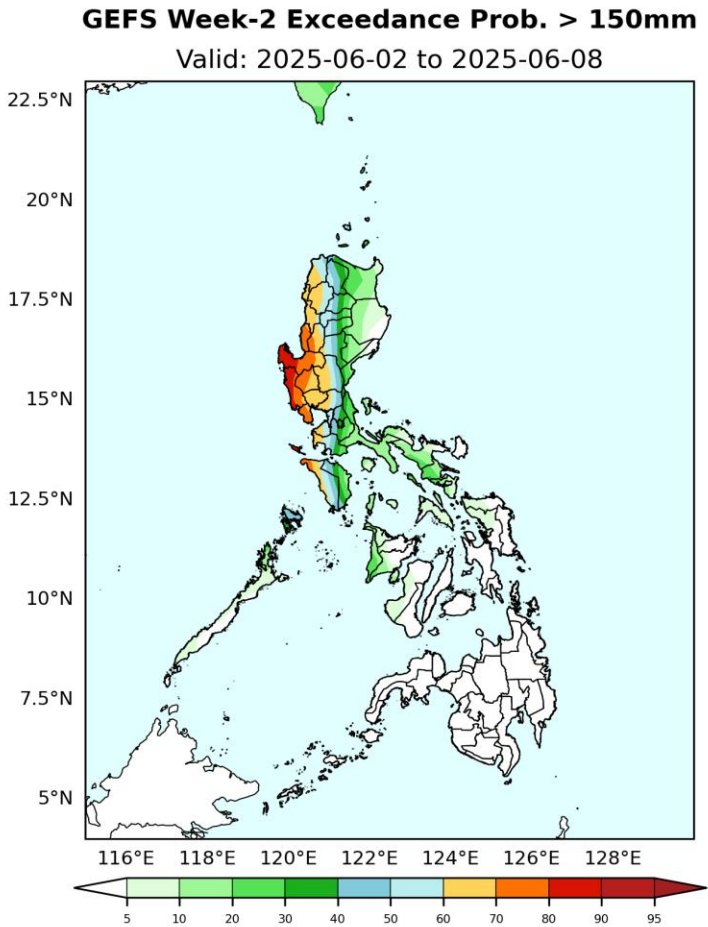 GEFS Week-2 Exceedance Prob. > 150mm
Valid: 2025-06-02 to 2025-06-08
22.5°N
20°N
17.5°N
15°N
12.5°N
10°N
7.5°N
5°N
116°E 118°E 120°E 122°E 124°E 126°E 128°E
5 10 20 30 40 50 60 70 80 90 95